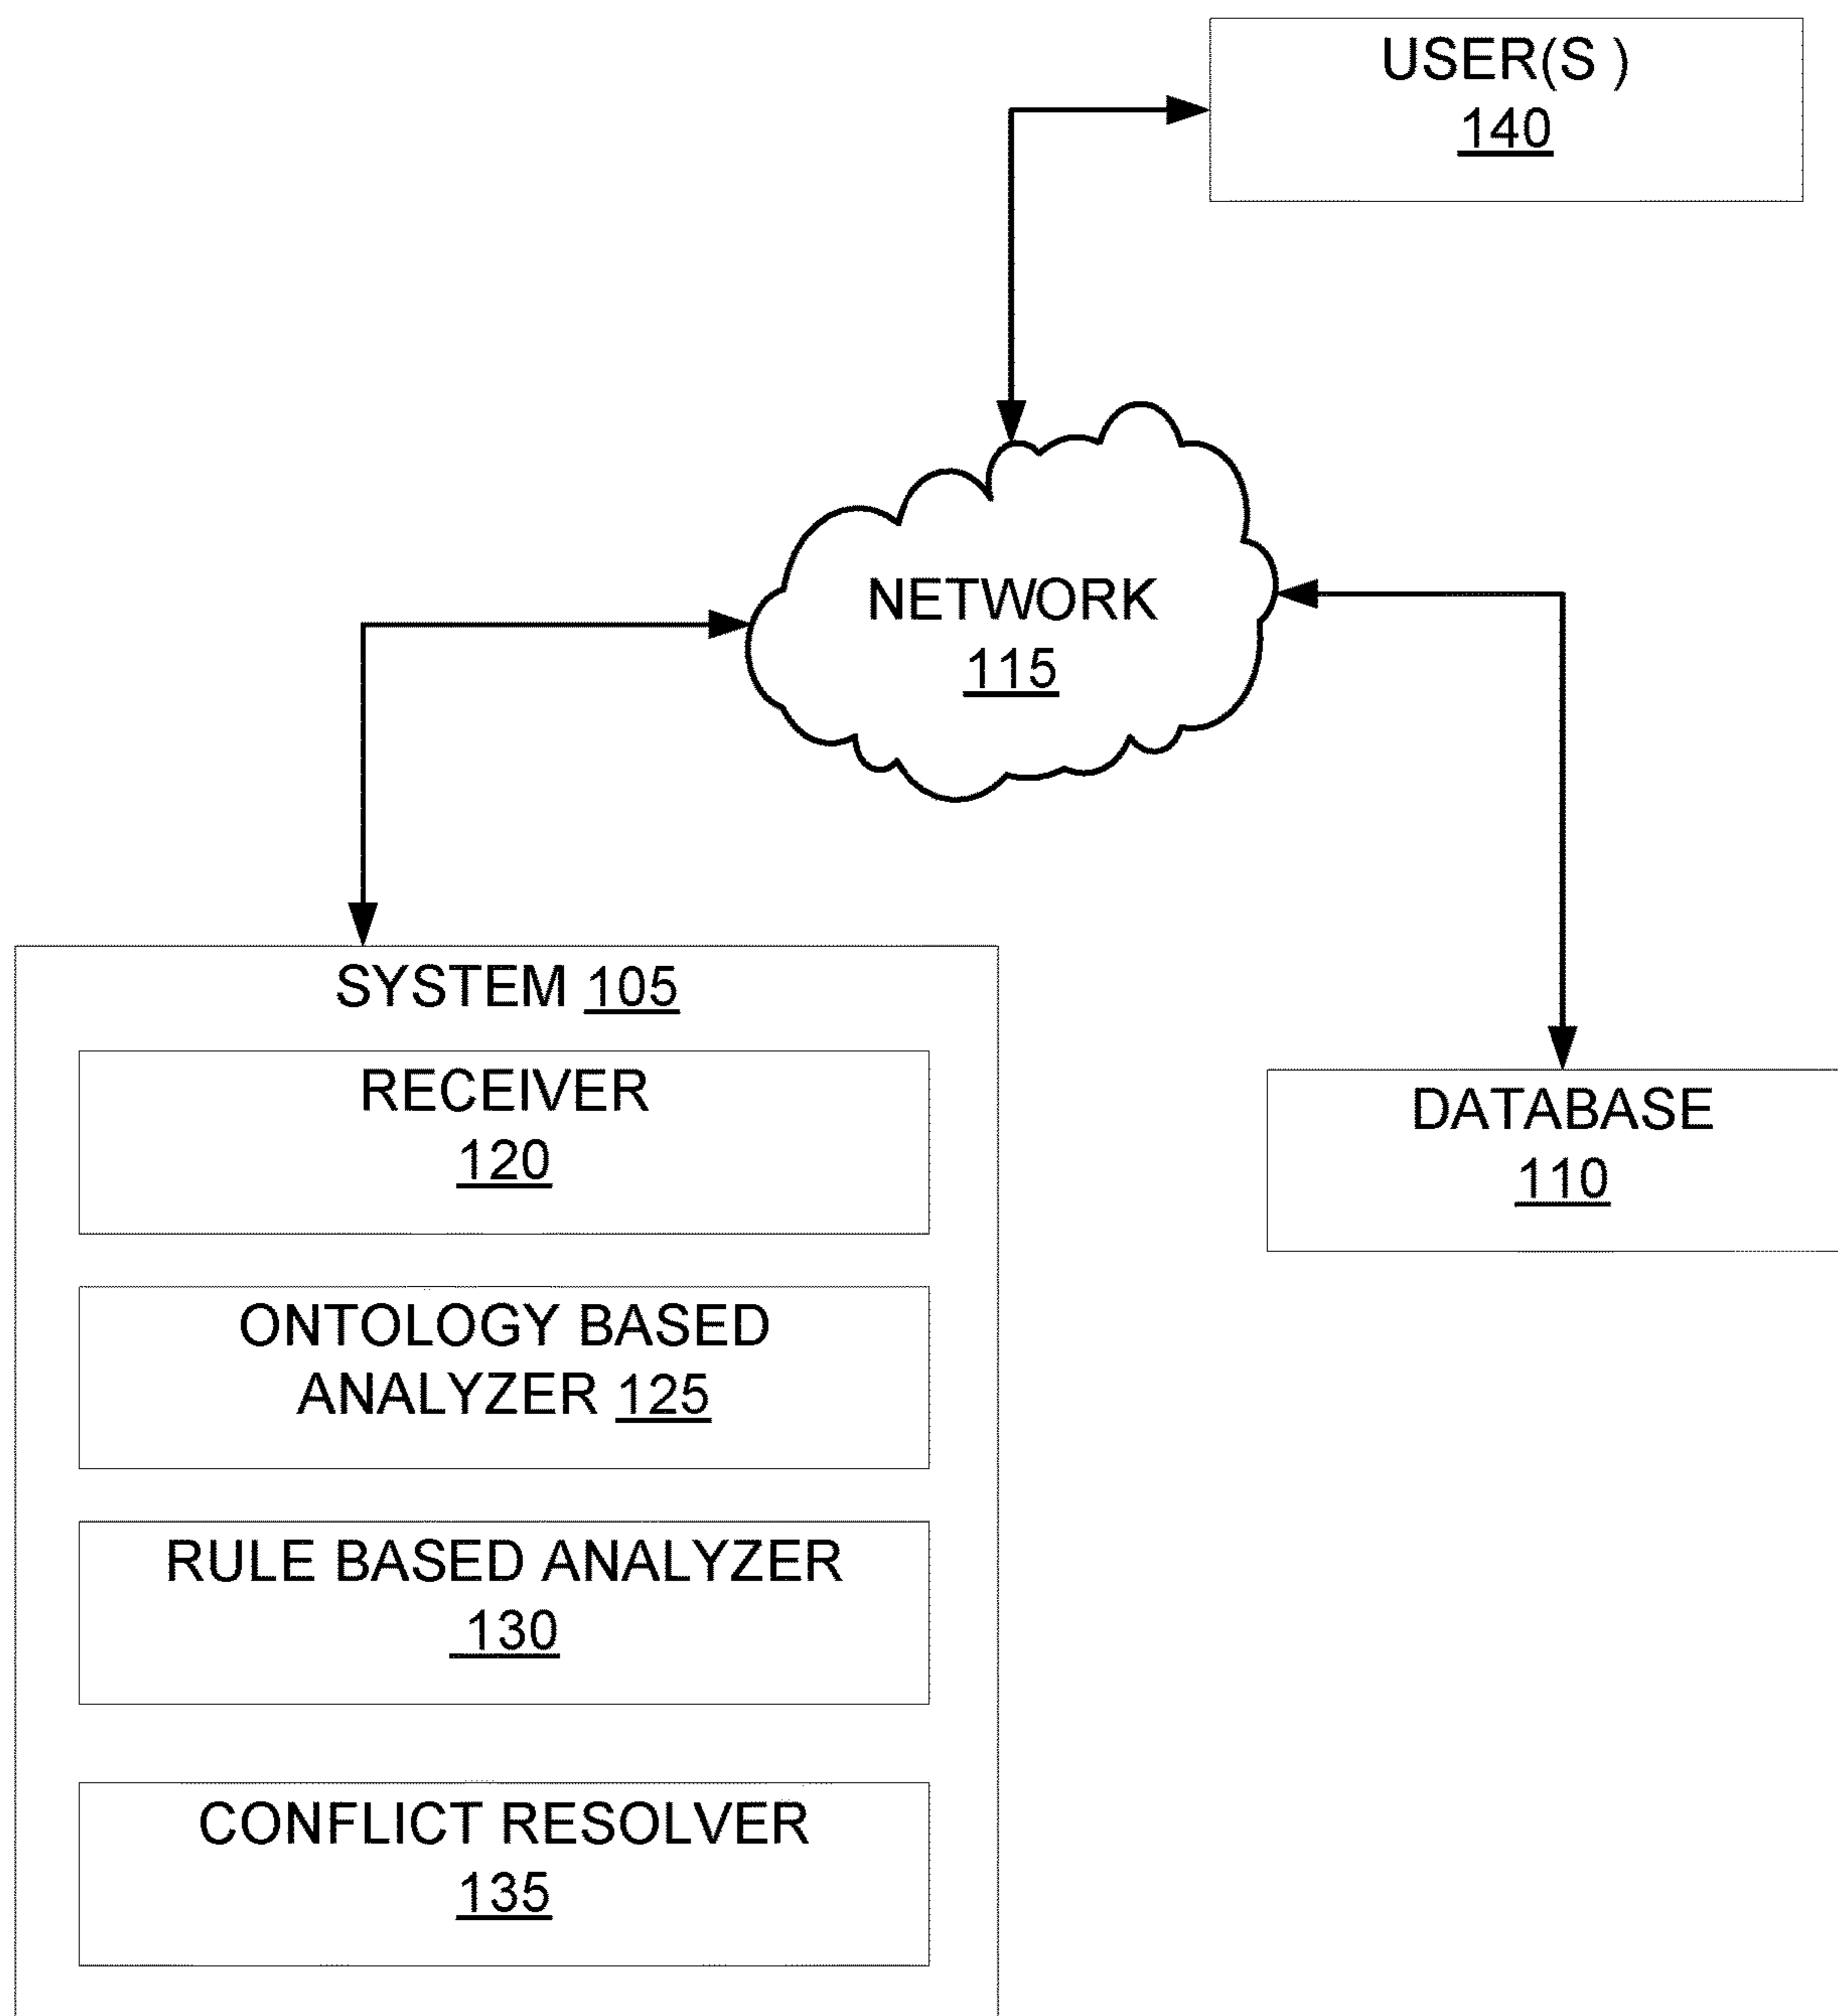 USER(S )
140
NETWORK
115
SYSTEM 105
RECEIVER
120
ONTOLOGY BASED
ANALYZER 125
RULE BASED ANALYZER
130
CONFLICT RESOLVER
135
DATABASE
110